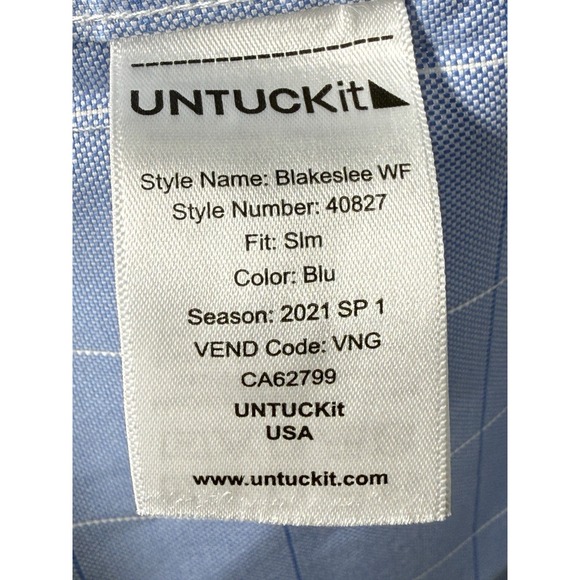 UNTUCKit
Style Name: Blakeslee WF
Style Number: 40827
Fit: Slm
Color: Blu
Season: 2021 SP 1
VEND Code: VNG
CA62799
UNTUCKit
USA
www.untuckit.com